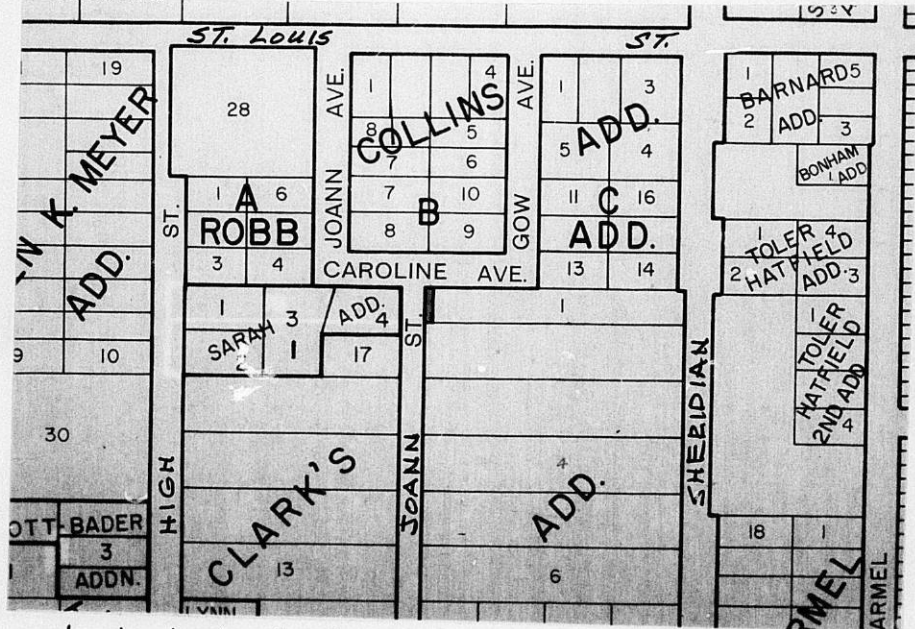 ST. LOUIS
ST.
19
28
1
4
COLLINS
8
5
7
6
7
10
B
8
9
JOANN AVE.
GOW AVE.
1
3
5
4
ADD.
11
C
16
ADD.
13
14
1
BARNARDS
5
2
ADD.
3
BONHAM
1 ADD
K. MEYER
ADD.
9
10
ST.
1
A
6
ROBB
3
4
CAROLINE AVE.
1
4
TOLER
HATFIELD
2
ADD.
3
1
TOLER
HATFIELD
2ND ADD
4
1
3
ADD.
4
SARAH
1
17
ST.
1
30
HIGH
CLARK'S
JOANN
4
ADD.
SHERIDIAN
13
6
BADER
3
ADDN.
LYNN
18
1